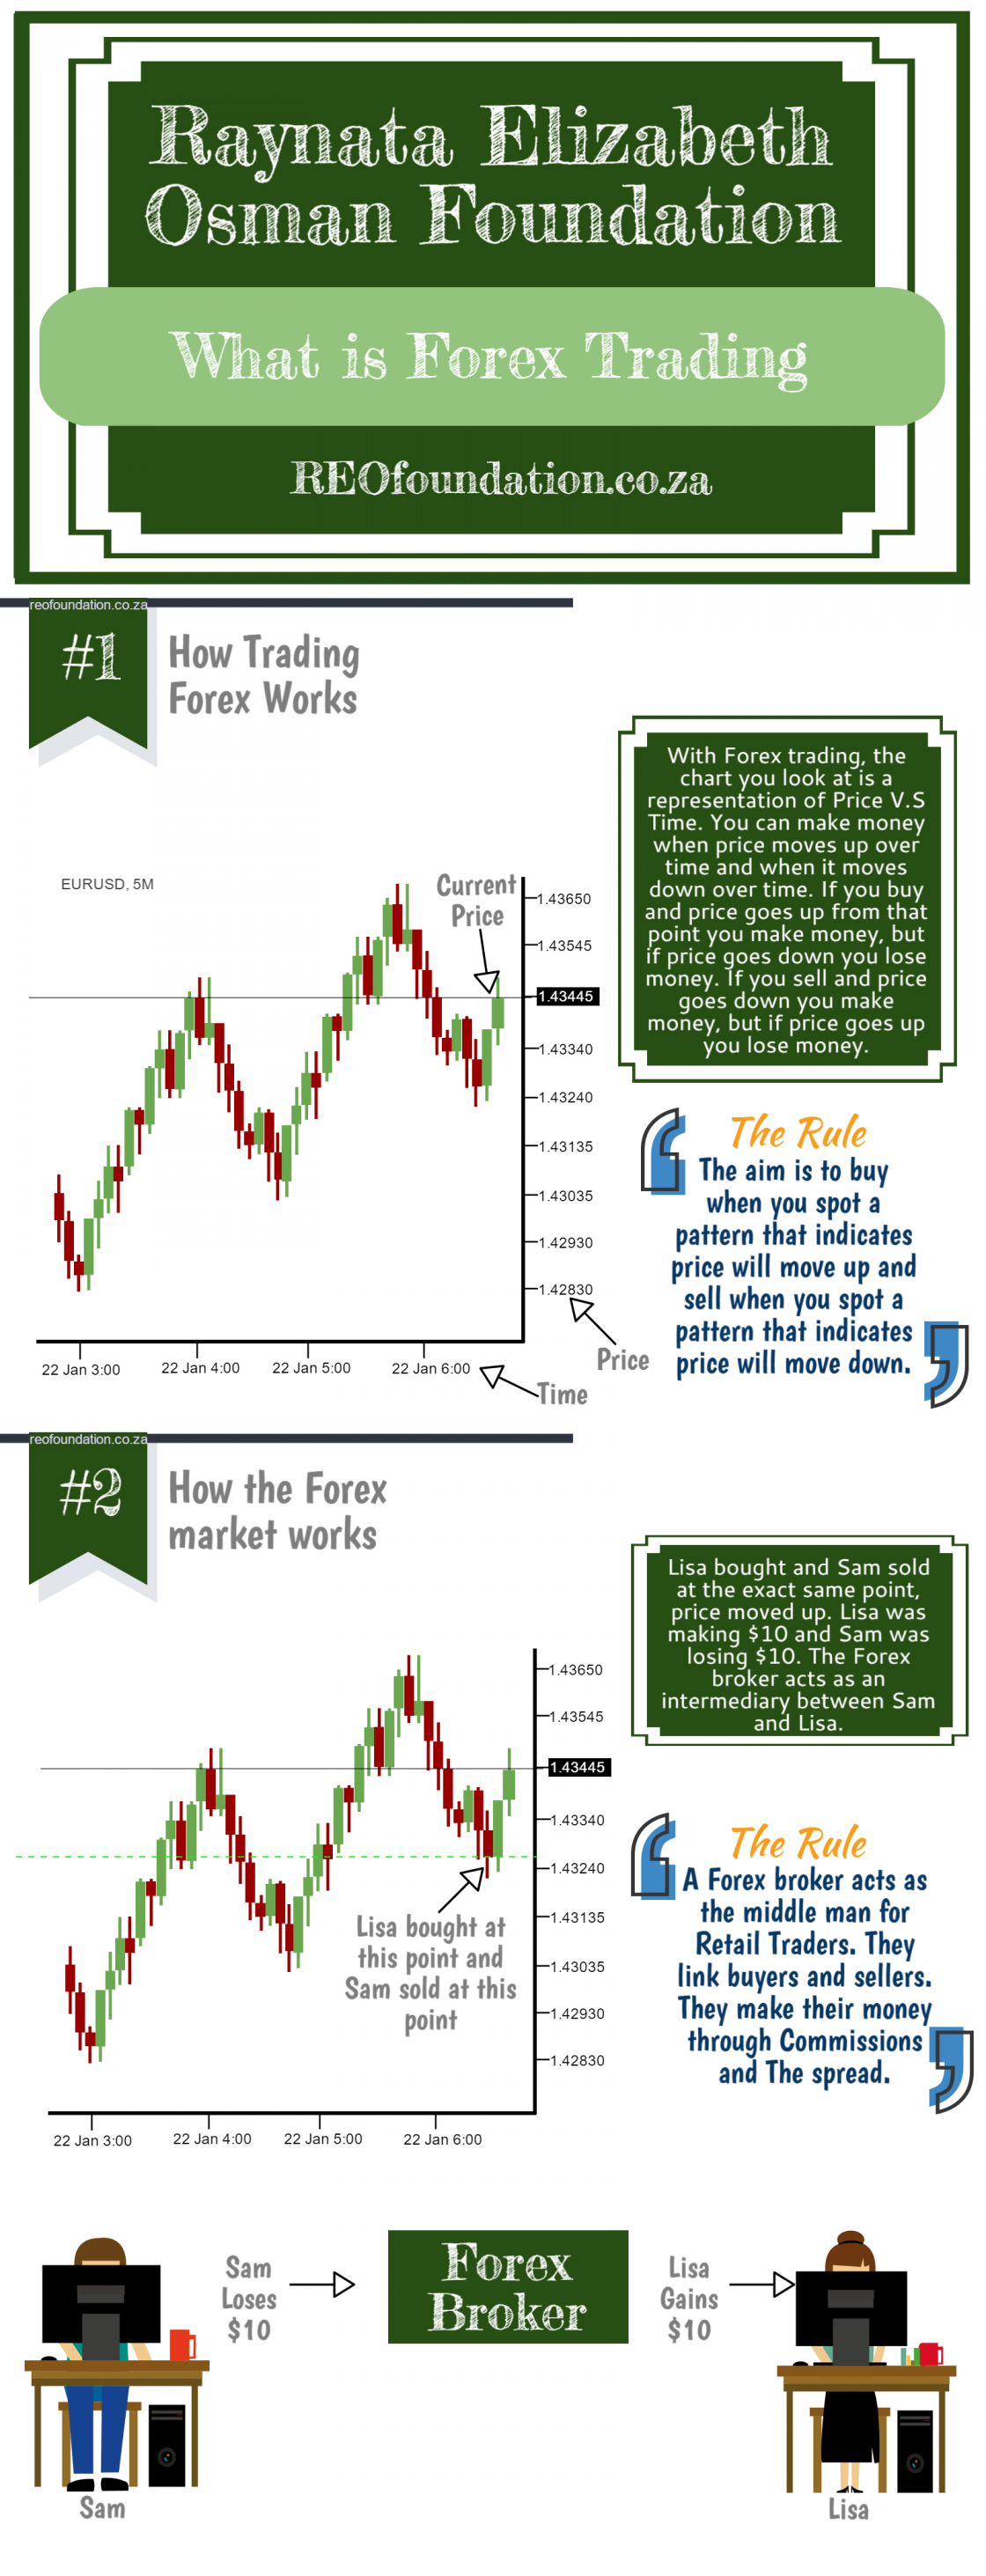 Raynata Elizabeth
Osman Foundation
What is Forex Trading
REOfoundation.co.za
reofoundation.co.za
#1
How Trading
Forex Works
With Forex trading, the
chart you look at is a
representation of Price V.S
Time. You can make money
when price moves up over
time and when it moves
down over time. If you buy
and price goes up from that
point you make money, but
if price goes down you lose
money. If you sell and price
goes down you make
money, but if price goes up
you lose money.
EURUSD, 5M
Current
Price
1.43650
1.43545
1.43445
1.43340
1.43240
1.43135
1.43035
1.42930
1.42830
22 Jan 3:00
22 Jan 4:00
22 Jan 5:00
22 Jan 6:00
Price
Time
The Rule
The aim is to buy
when you spot a
pattern that indicates
price will move up and
sell when you spot a
pattern that indicates
price will move down.
reofoundation.co.za
#2
How the Forex
market works
Lisa bought and Sam sold
at the exact same point,
price moved up. Lisa was
making $10 and Sam was
losing $10. The Forex
broker acts as an
intermediary between Sam
and Lisa.
1.43650
1.43545
1.43445
1.43340
1.43240
1.43135
1.43035
1.42930
1.42830
Lisa bought at
this point and
Sam sold at this
point
22 Jan 3:00
22 Jan 4:00
22 Jan 5:00
22 Jan 6:00
The Rule
A Forex broker acts as
the middle man for
Retail Traders. They
link buyers and sellers.
They make their money
through Commissions
and The spread.
Sam
Loses
$10
Forex
Broker
Lisa
Gains
$10
Sam
Lisa